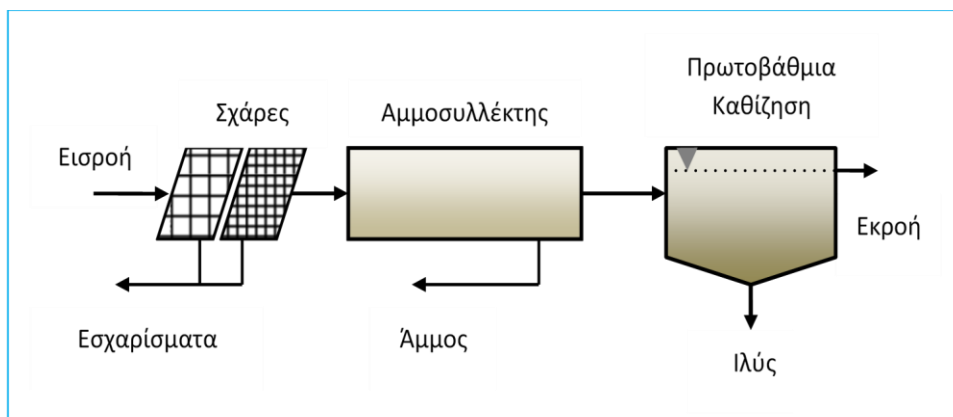 Πρωτοβάθμια
Καθίζηση
Σχάρες
Αμμοσυλλέκτης
Εισροή
Εκροή
Εσχαρίσματα
Άμμος
Ιλύς